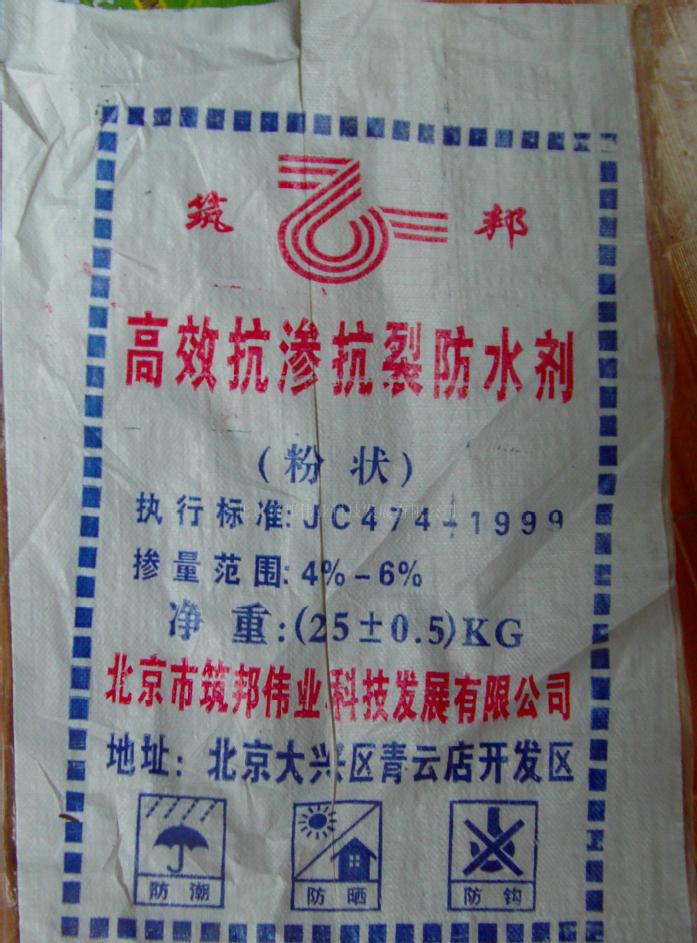 筑 邦
高效抗渗抗裂防水剂
(粉状)
执行标准:JC474-1999
掺量范围:4%-6%
净重:(25±0.5)KG
北京市筑邦伟业科技发展有限公司
地址:北京大兴区青云店开发区
防潮 防晒 防钩